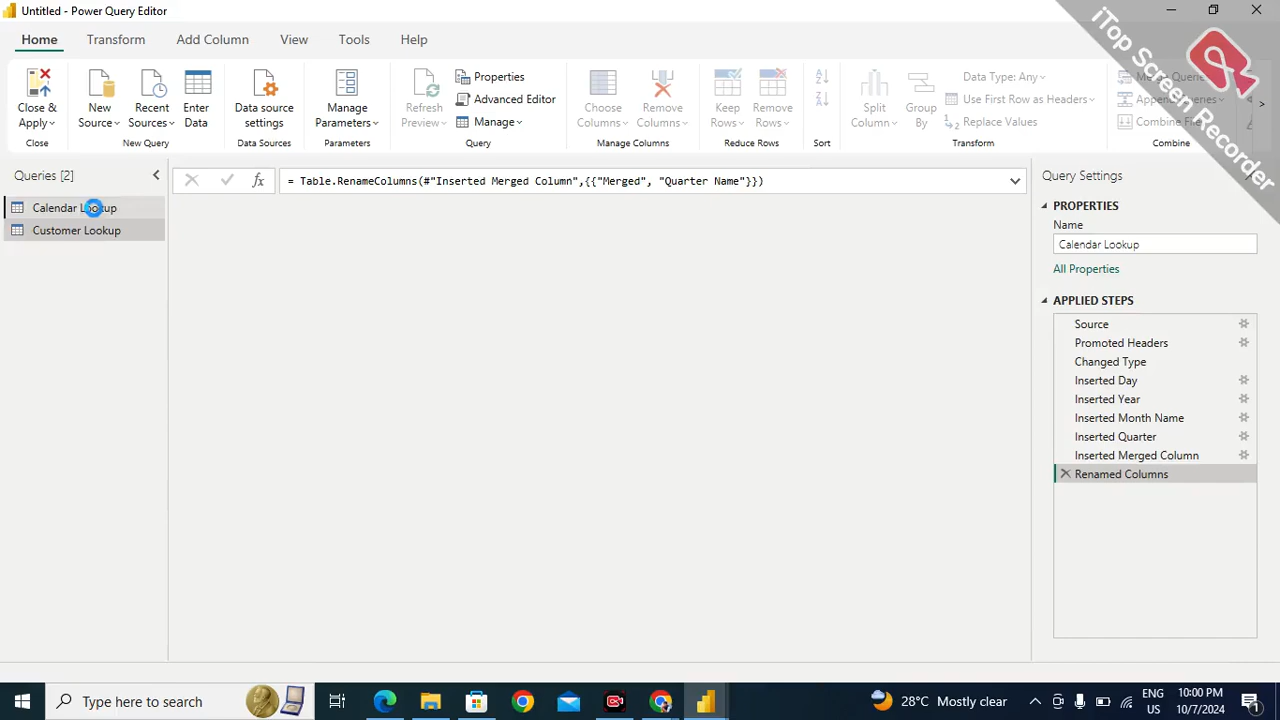 Untitled - Power Query Editor
iTop Screen Recorder
Home Transform Add Column View Tools Help
Close & Apply
New Source
Recent Sources
Enter Data
Data source settings
Manage Parameters
Refresh Preview
Properties
Advanced Editor
Manage
Choose Columns
Remove Columns
Keep Rows
Remove Rows
Split Column
Group By
Data Type: Any
Use First Row as Headers
Replace Values
Append Queries
Combine
Close
New Query
Data Sources
Parameters
Query
Manage Columns
Reduce Rows
Sort
Transform
Combine
Queries [2]
= Table.RenameColumns(#"Inserted Merged Column",{{"Merged", "Quarter Name"}})
Calendar Lookup
Customer Lookup
Query Settings
PROPERTIES
Name
Calendar Lookup
All Properties
APPLIED STEPS
Source
Promoted Headers
Changed Type
Inserted Day
Inserted Year
Inserted Month Name
Inserted Quarter
Inserted Merged Column
Renamed Columns
Type here to search
28°C Mostly clear
ENG
US
10:00 PM
10/7/2024
1